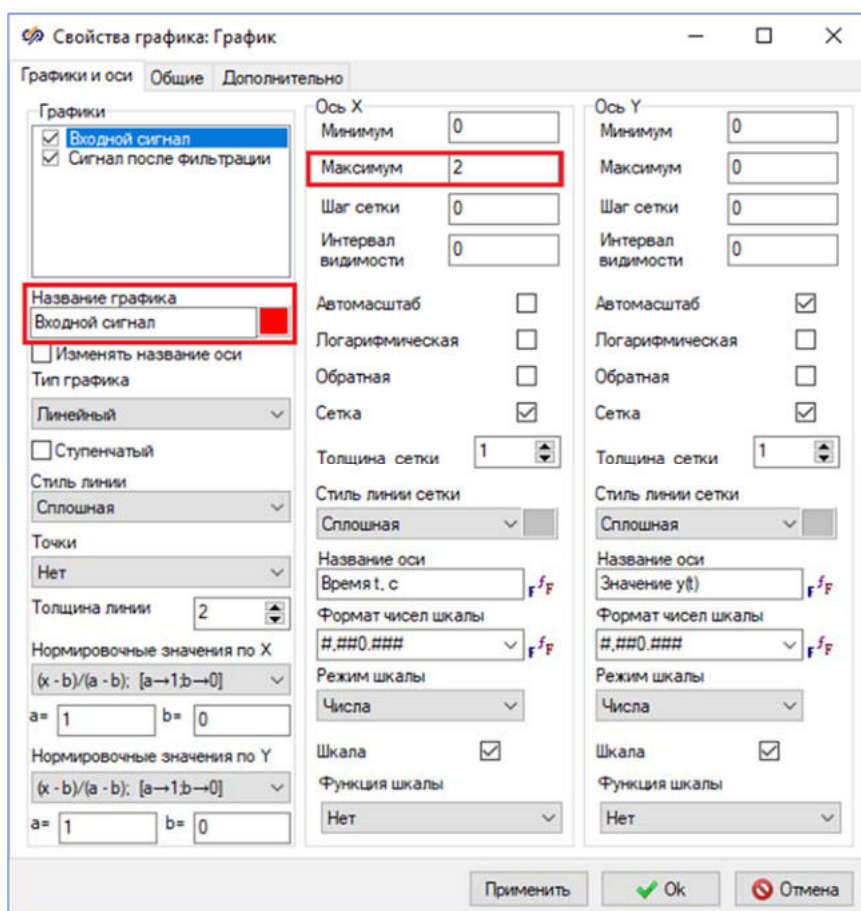 Свойства графика: График
Графики и оси Общие Дополнительно
Графики
Входной сигнал
Сигнал после фильтрации
Название графика
Входной сигнал
Изменять название оси
Тип графика
Линейный
Ступенчатый
Стиль линии
Сплошная
Точки
Нет
Толщина линии 2
Нормировочные значения по X
(x - b)/(a - b); [a→1;b→0]
a= 1 b= 0
Нормировочные значения по Y
(x - b)/(a - b); [a→1;b→0]
a= 1 b= 0
Ось X
Минимум 0
Максимум 2
Шаг сетки 0
Интервал
видимости 0
Автомасштаб
Логарифмическая
Обратная
Сетка
Толщина сетки 1
Стиль линии сетки
Сплошная
Название оси
Время t, с FfF
Формат чисел шкалы
#,##0.### FfF
Режим шкалы
Числа
Шкала
Функция шкалы
Нет
Ось Y
Минимум 0
Максимум 0
Шаг сетки 0
Интервал
видимости 0
Автомасштаб
Логарифмическая
Обратная
Сетка
Толщина сетки 1
Стиль линии сетки
Сплошная
Название оси
Значение y(t) FfF
Формат чисел шкалы
#,##0.### FfF
Режим шкалы
Числа
Шкала
Функция шкалы
Нет
Применить Ok Отмена